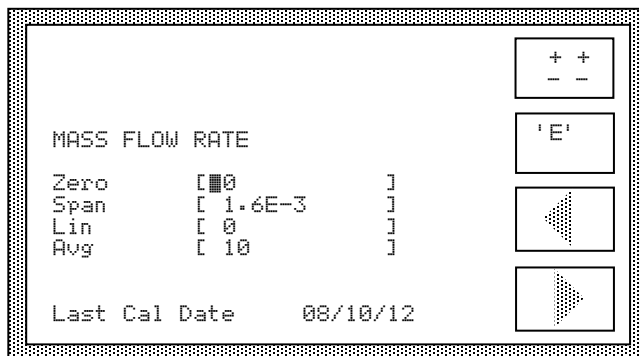 + +
− −
'E'
MASS FLOW RATE
Zero [ 0 ]
Span [ 1.6E-3 ]
Lin [ 0 ]
Avg [ 10 ]
Last Cal Date 08/10/12